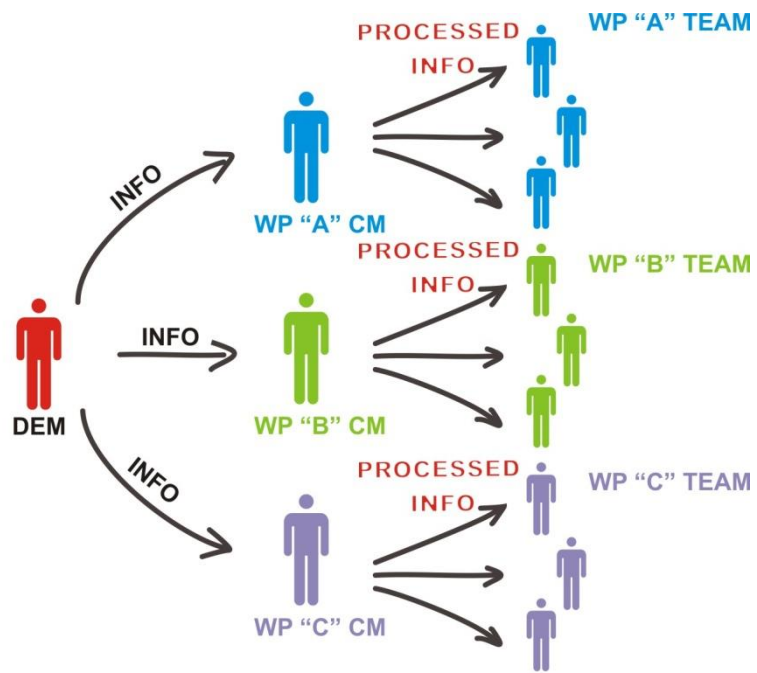 PROCESSED
INFO
WP “A” TEAM
INFO
WP “A” CM
PROCESSED
INFO
WP “B” TEAM
INFO
DEM
WP “B” CM
INFO
PROCESSED
INFO
WP “C” TEAM
WP “C” CM